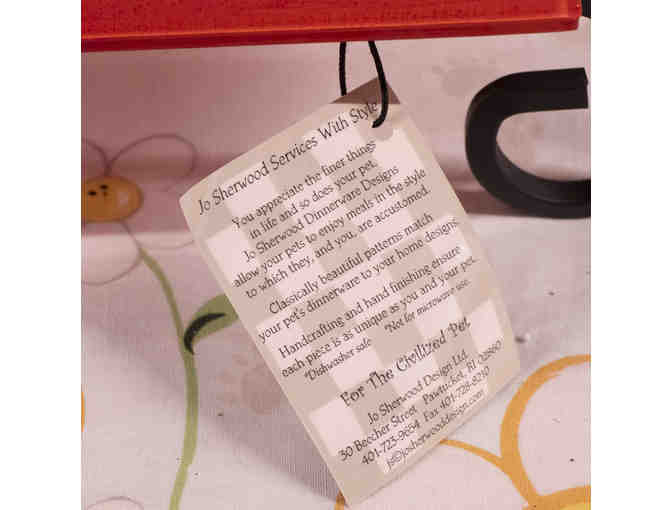 Jo Sherwood Services With Style
You appreciate the finer things
in life and so does your pet.
Jo Sherwood Dinnerware Designs
allow your pets to enjoy meals in the style
to which they, and you, are accustomed.
Classically beautiful patterns match
your pet's dinnerware to your home designs.
Handcrafting and hand finishing ensure
each piece is as unique as you and your pet.
*Dishwasher safe *Not for microwave use.
For The Civilized Pet
Jo Sherwood Design Ltd.
30 Beecher Street Pawtucket, RI 02860
401-723-9654 Fax 401-728-8210
js@josherwooddesign.com